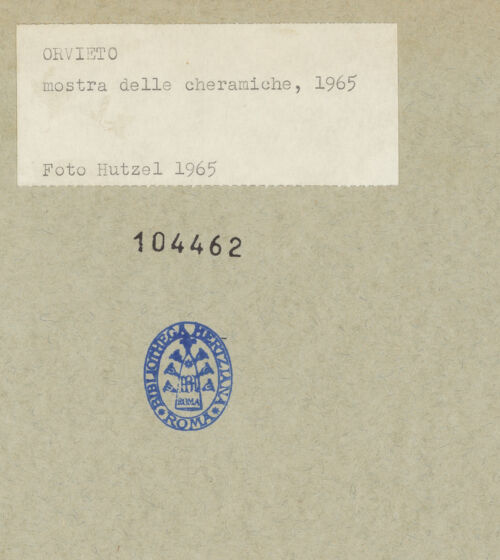 ORVIETO
mostra delle cheramiche, 1965
Foto Hutzel 1965
104462
BIBLIOTHECA HERTZIANA
ROMA
ROMA